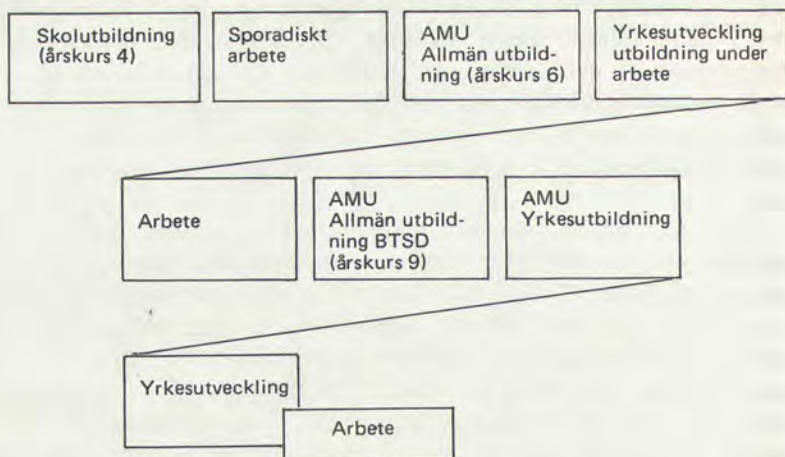 Skolutbildning
(årskurs 4)
Sporadiskt
arbete
AMU
Allmän utbild-
ning (årskurs 6)
Yrkesutveckling
utbildning under
arbete
Arbete
AMU
Allmän utbild-
ning BTSD
(årskurs 9)
AMU
Yrkesutbildning
Yrkesutveckling
Arbete